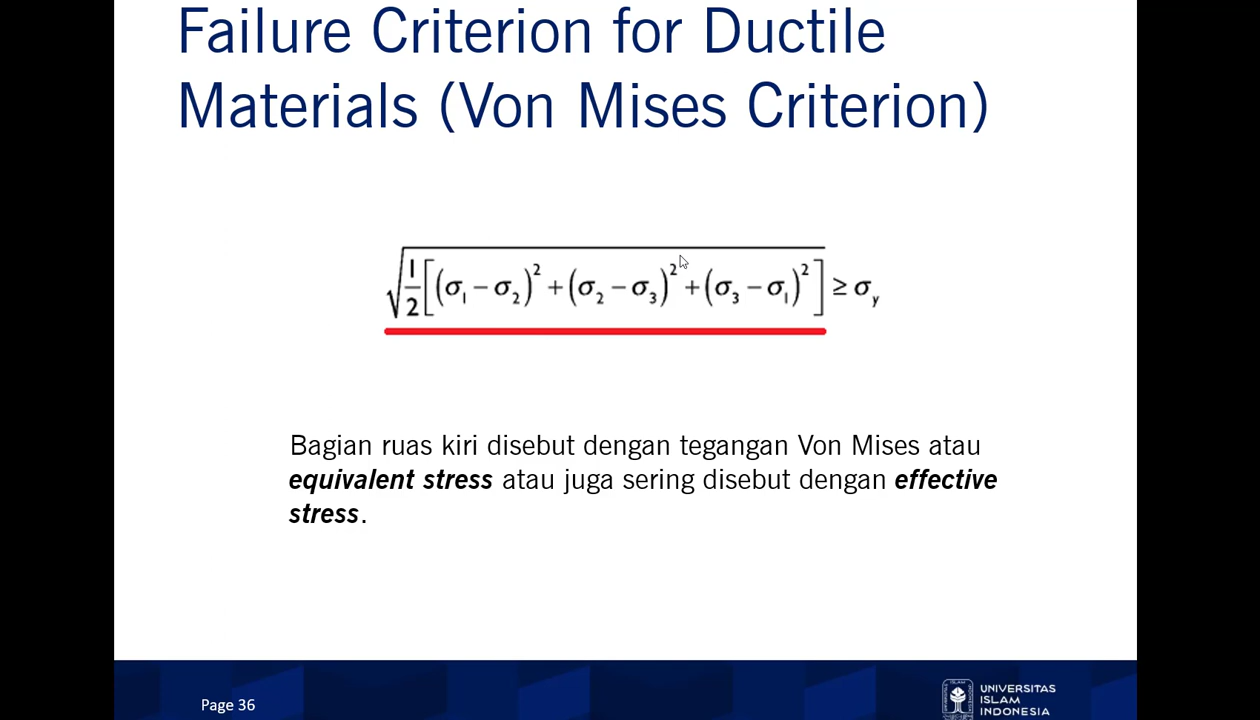 Failure Criterion for Ductile
Materials (Von Mises Criterion)
√(1/2[(σ₁ − σ₂)² + (σ₂ − σ₃)² + (σ₃ − σ₁)²]) ≥ σ_y
Bagian ruas kiri disebut dengan tegangan Von Mises atau
equivalent stress atau juga sering disebut dengan effective
stress.
Page 36
UNIVERSITAS
ISLAM
INDONESIA